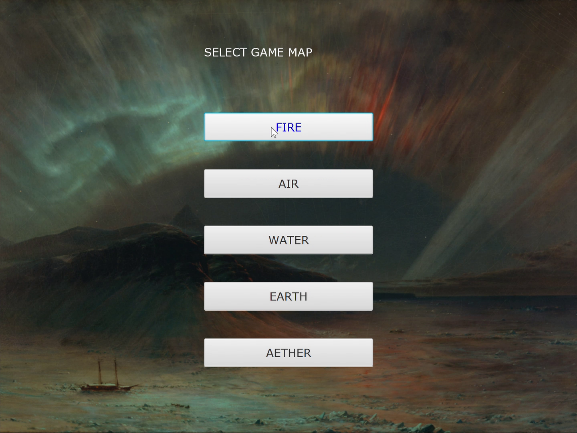 SELECT GAME MAP
FIRE
AIR
WATER
EARTH
AETHER